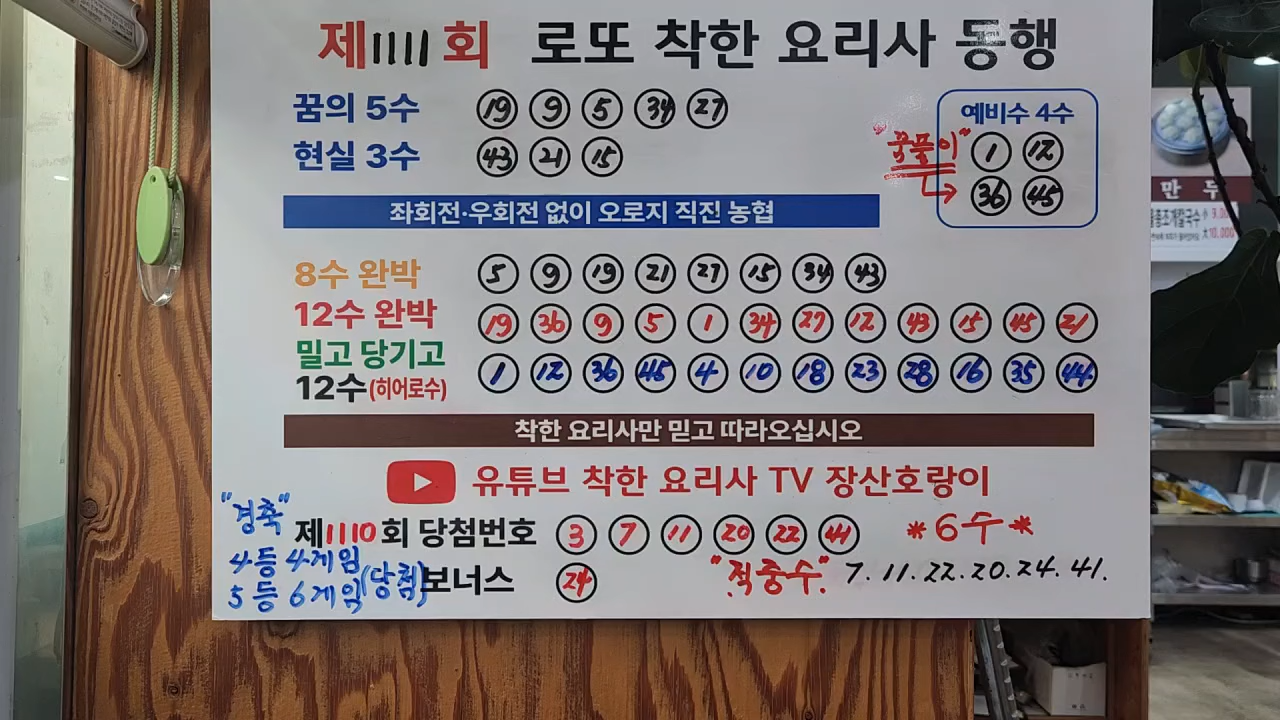 제1111회 로또 착한 요리사 동행
꿈의 5수 19 9 5 34 27
현실 3수 43 21 15
예비수 4수
1 12
36 45
좌회전·우회전 없이 오로지 직진 농협
8수 완박 5 9 19 21 27 15 34 43
12수 완박 19 36 9 5 1 34 27 12 43 15 45 21
밀고 당기고
12수(히어로수) 1 12 36 45 4 10 18 23 28 16 35 44
착한 요리사만 믿고 따라오십시오
유튜브 착한 요리사 TV 장산호랑이
"경축"
제1110회 당첨번호 3 7 11 20 22 41 *6수*
4등 4게임
5등 6게임(당첨)
보너스 24 "적중수" 7.11.22.20.24.41.
만두
10,000